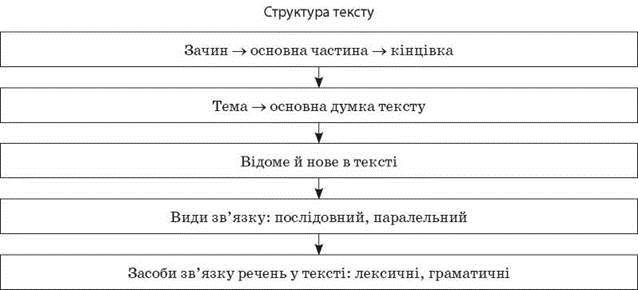 Структура тексту
Зачин → основна частина → кінцівка
Тема → основна думка тексту
Відоме й нове в тексті
Види зв’язку: послідовний, паралельний
Засоби зв’язку речень у тексті: лексичні, граматичні